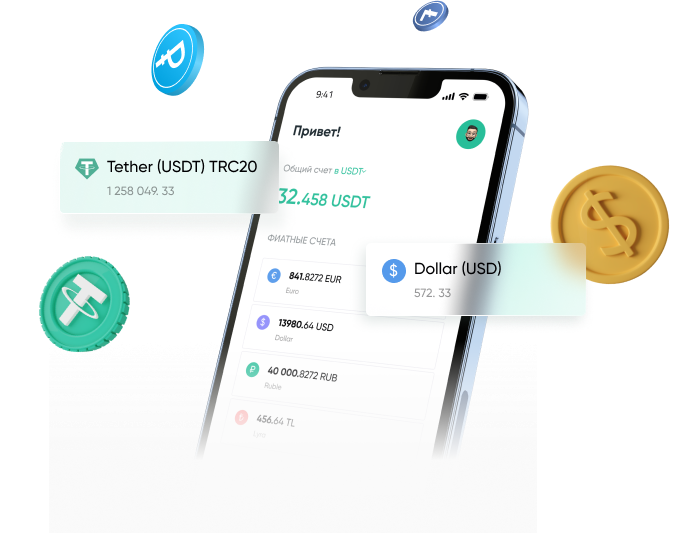 9:41
Привет!
Общий счет в USDT
32.458 USDT
Tether (USDT) TRC20
1 258 049. 33
ФИАТНЫЕ СЧЕТА
841.8272 EUR
Euro
Dollar (USD)
572. 33
13980.64 USD
Dollar
40 000.8272 RUB
Ruble
456.64 TL
Lyra